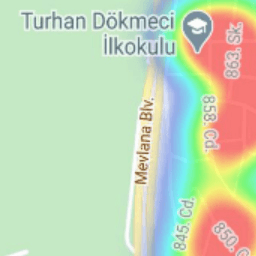 Turhan Dökmeci
İlkokulu
863. Sk.
858. Cd.
Mevlana Blv.
845. Cd.
850. C